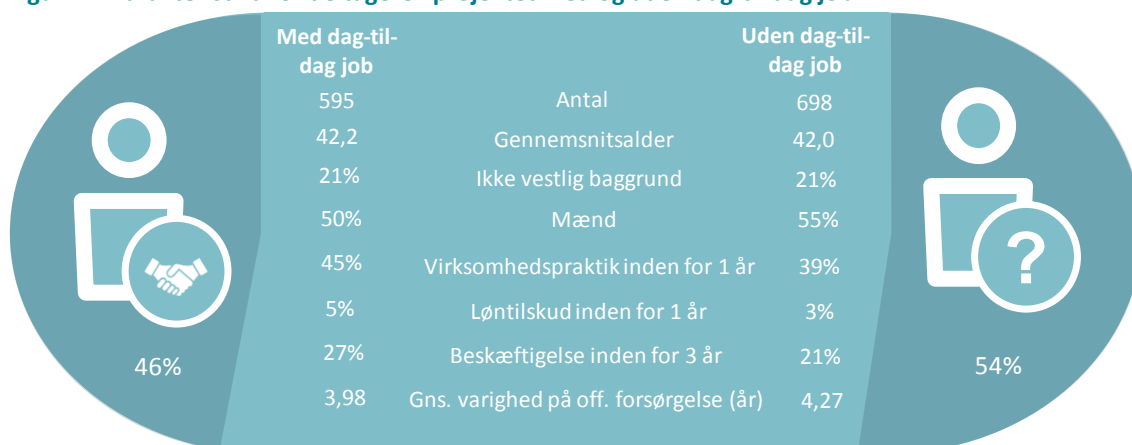 Med dag-til-
dag job
Uden dag-til-
dag job
595 Antal 698
42,2 Gennemsnitsalder 42,0
21% Ikke vestlig baggrund 21%
50% Mænd 55%
45% Virksomhedspraktik inden for 1 år 39%
5% Løntilskud inden for 1 år 3%
27% Beskæftigelse inden for 3 år 21%
3,98 Gns. varighed på off. forsørgelse (år) 4,27
46%
?
54%